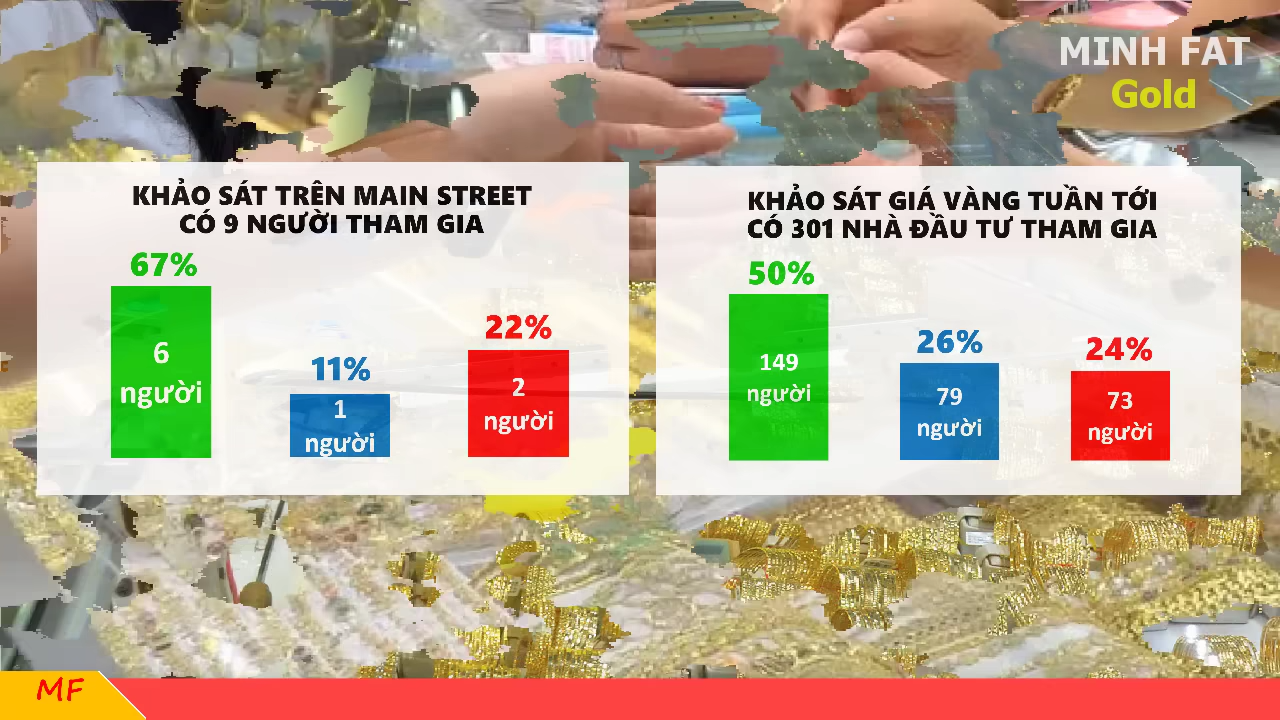 MINH FAT
Gold
KHẢO SÁT TRÊN MAIN STREET
CÓ 9 NGƯỜI THAM GIA
67%
6
người
11%
1
người
22%
2
người
KHẢO SÁT GIÁ VÀNG TUẦN TỚI
CÓ 301 NHÀ ĐẦU TƯ THAM GIA
50%
149
người
26%
79
người
24%
73
người
MF